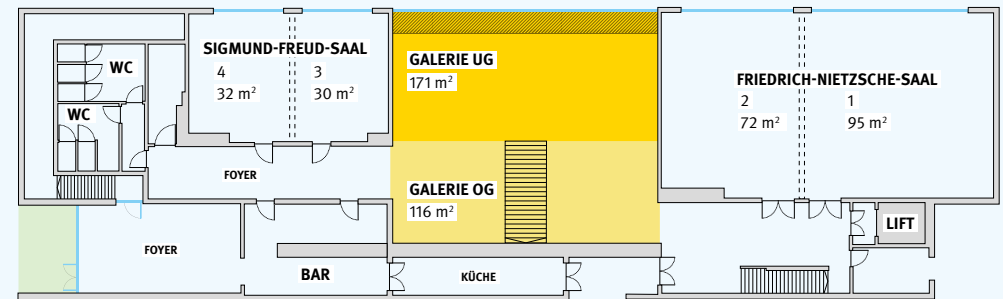 SIGMUND-FREUD-SAAL
4 3
32 m² 30 m²
WC
WC
FOYER
FOYER
BAR
GALERIE UG
171 m²
GALERIE OG
116 m²
KÜCHE
FRIEDRICH-NIETZSCHE-SAAL
2 1
72 m² 95 m²
LIFT